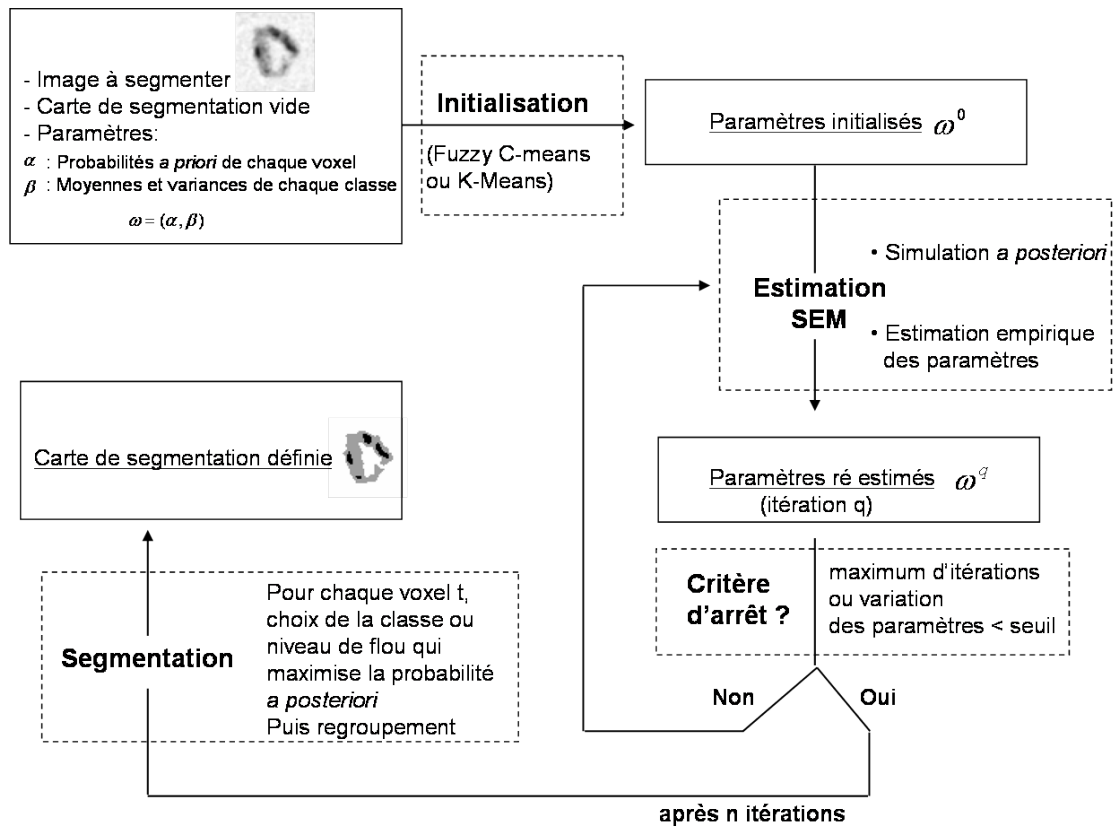 - Image à segmenter
- Carte de segmentation vide
- Paramètres:
α : Probabilités a priori de chaque voxel
β : Moyennes et variances de chaque classe
ω = (α, β)
Initialisation
(Fuzzy C-means
ou K-Means)
Paramètres initialisés ω⁰
• Simulation a posteriori
Estimation
SEM
• Estimation empirique
des paramètres
Paramètres ré estimés ω^q
(itération q)
Critère
d'arrêt ?
maximum d'itérations
ou variation
des paramètres < seuil
Non
Oui
après n itérations
Segmentation
Pour chaque voxel t,
choix de la classe ou
niveau de flou qui
maximise la probabilité
a posteriori
Puis regroupement
Carte de segmentation définie